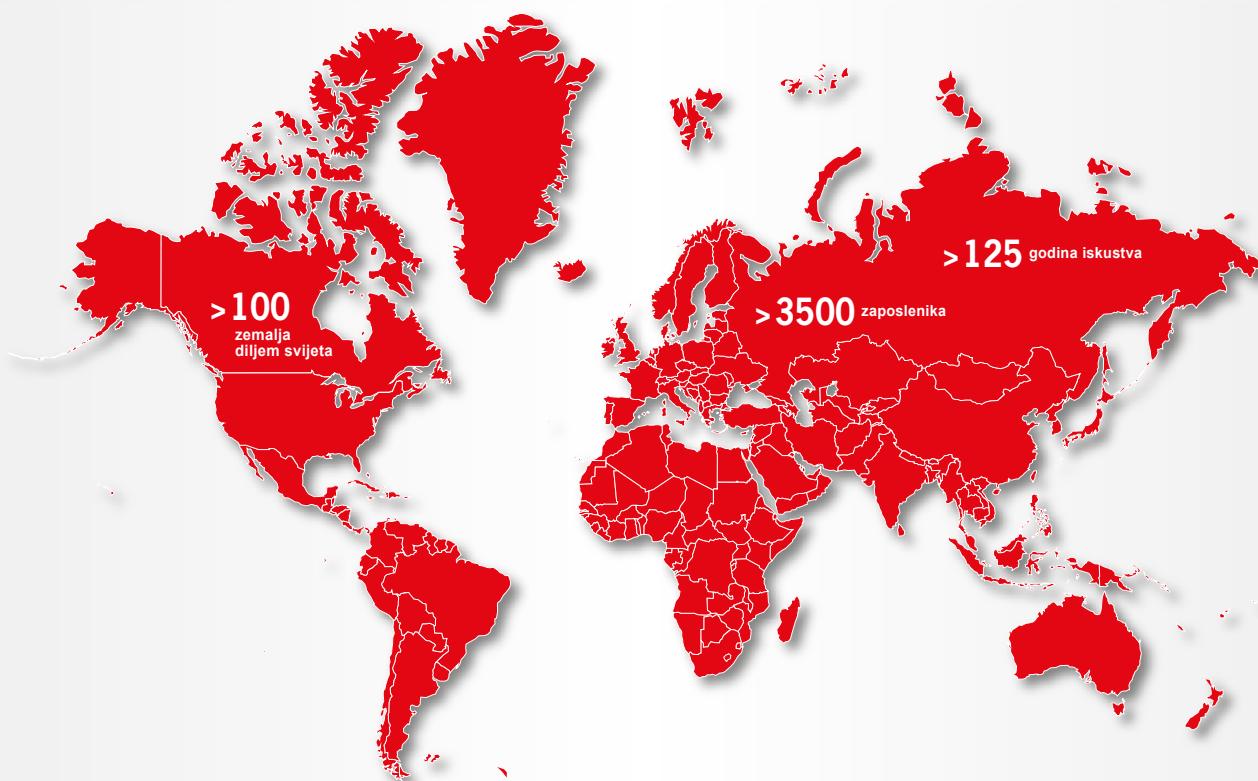 >125 godina iskustva
>100
zemalja
diljem svijeta
>3500 zaposlenika